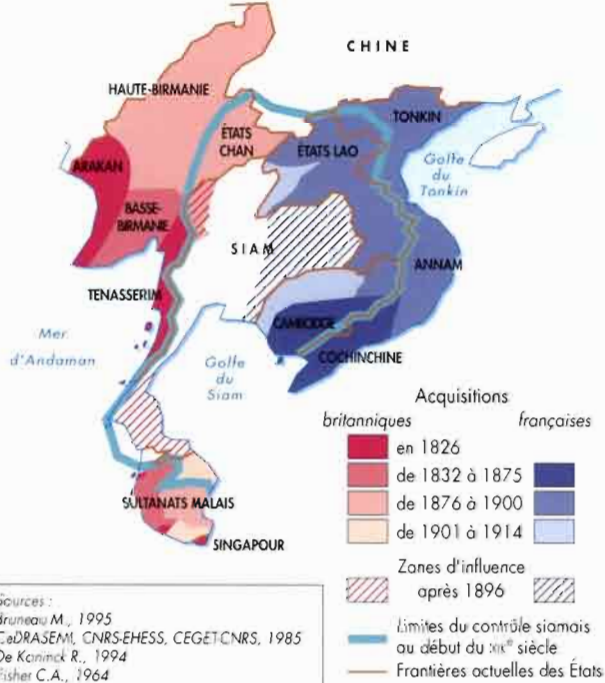 CHINE
HAUTE-BIRMANIE
TONKIN
ÉTATS
CHAN
ÉTATS LAO
ARAKAN
Golfe
du
Tonkin
BASSE-
BIRMANIE
SIAM
ANNAM
TENASSERIM
CAMBODGE
Mer
d'Andaman
Golfe
du
Siam
COCHINCHINE
Acquisitions
britanniques
françaises
en 1826
de 1832 à 1875
de 1876 à 1900
de 1901 à 1914
SULTANATS MALAIS
SINGAPOUR
Zones d'influence
après 1896
Limites du contrôle siamais
au début du XIXe siècle
Frontières actuelles des États
Sources :
Bruneau M., 1995
CeDRASEMI, CNRS-EHESS, CEGET-CNRS, 1985
De Koninck R., 1994
Fisher C.A., 1964